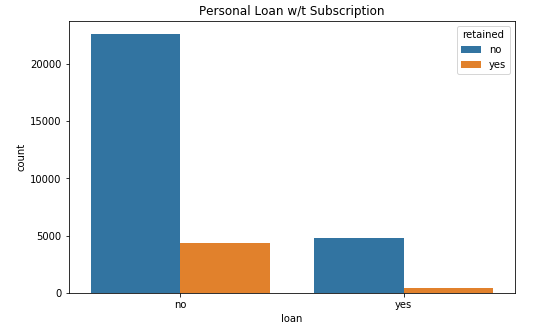 Personal Loan w/t Subscription
retained
no
yes
count
20000
15000
10000
5000
0
no
yes
loan